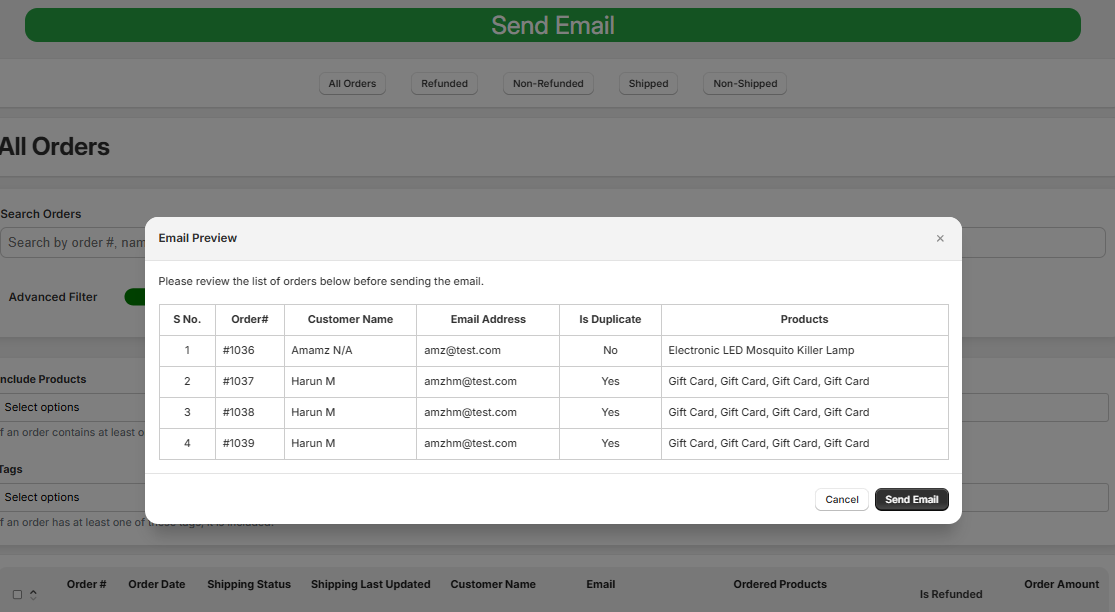 Send Email
All Orders Refunded Non-Refunded Shipped Non-Shipped
All Orders
Search Orders
Search by order #, nam
Advanced Filter
Email Preview ×
Please review the list of orders below before sending the email.
S No. Order# Customer Name Email Address Is Duplicate Products
1 #1036 Amamz N/A amz@test.com No Electronic LED Mosquito Killer Lamp
2 #1037 Harun M amzhm@test.com Yes Gift Card, Gift Card, Gift Card, Gift Card
3 #1038 Harun M amzhm@test.com Yes Gift Card, Gift Card, Gift Card, Gift Card
4 #1039 Harun M amzhm@test.com Yes Gift Card, Gift Card, Gift Card, Gift Card
Cancel Send Email
nclude Products
Select options
f an order contains at least o
Tags
Select options
f an order has at least one of these tags, it is included.
Order # Order Date Shipping Status Shipping Last Updated Customer Name Email Ordered Products Is Refunded Order Amount